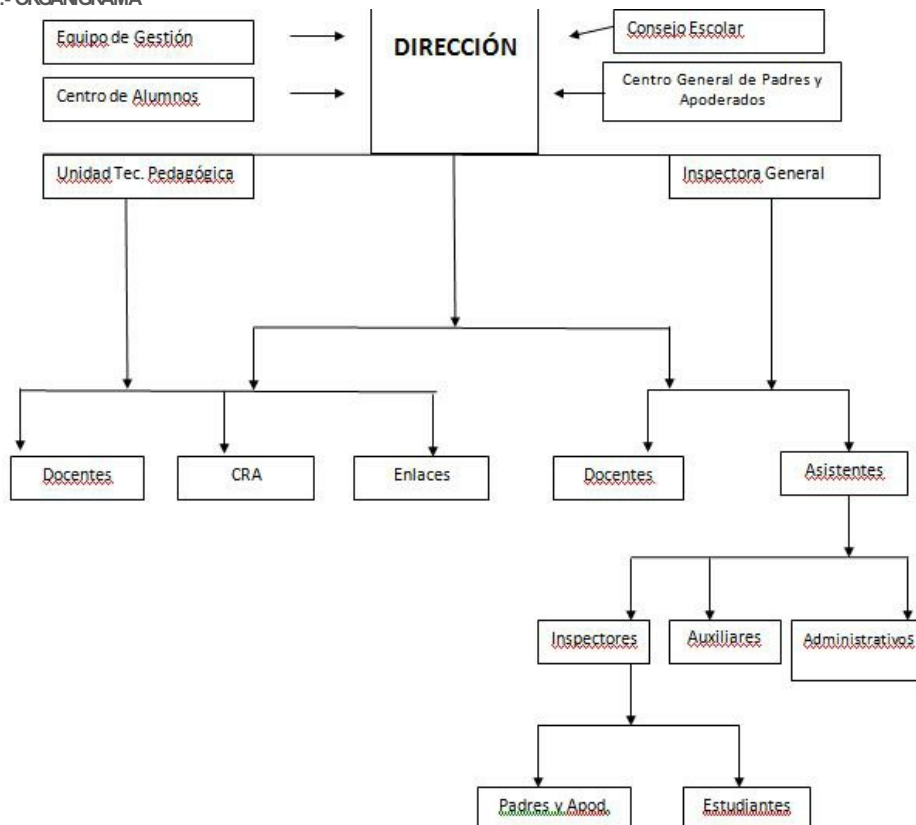 .- ORGANIGRAMA
Equipo de Gestión
DIRECCIÓN
Consejo Escolar
Centro de Alumnos
Centro General de Padres y
Apoderados
Unidad Tec. Pedagógica
Inspectora General
Docentes
CRA
Enlaces
Docentes
Asistentes
Inspectores
Auxiliares
Administrativos
Padres y Apod.
Estudiantes